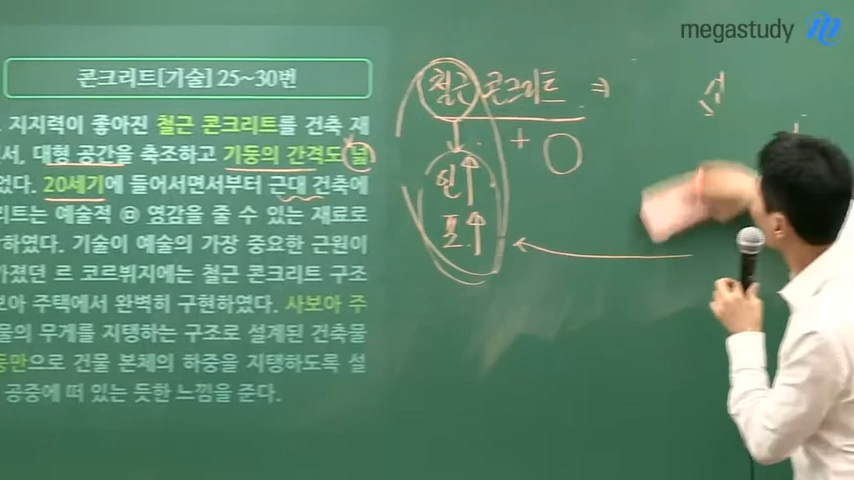 megastudy
콘크리트[기술] 25~30번
지지력이 좋아진 철근 콘크리트를 건축 재
서, 대형 공간을 축조하고 기둥의 간격도 널
었다. 20세기에 들어서면서부터 근대 건축에
리트는 예술적 ㉥ 영감을 줄 수 있는 재료로
하였다. 기술이 예술의 가장 중요한 근원이
가졌던 르 코르뷔지에는 철근 콘크리트 구조
보아 주택에서 완벽히 구현하였다. 사보아 주
물의 무게를 지탱하는 구조로 설계된 건축물
둥만으로 건물 본체의 하중을 지탱하도록 설
공중에 떠 있는 듯한 느낌을 준다.
철근 콘크리트 ⇒
+ ○
인↑
표↑